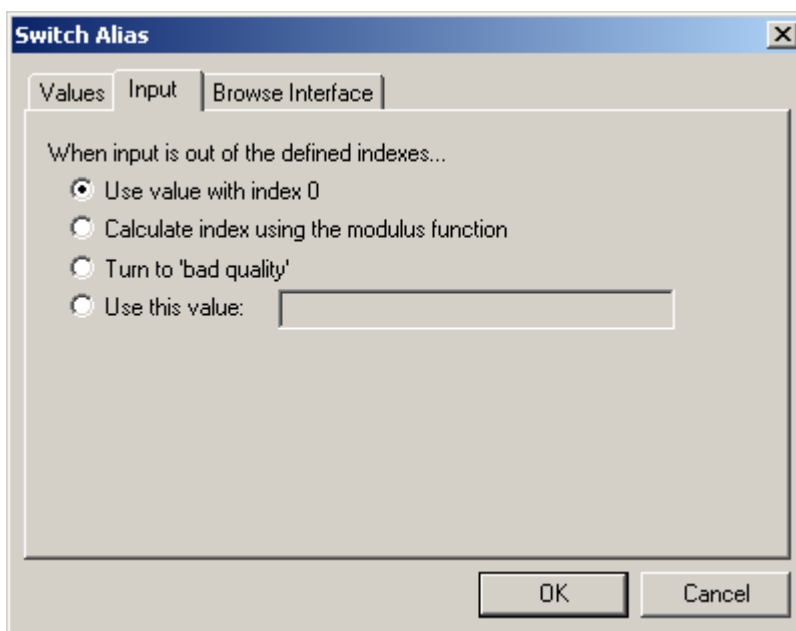 Switch Alias
Values Input Browse Interface
When input is out of the defined indexes...
Use value with index 0
Calculate index using the modulus function
Turn to 'bad quality'
Use this value:
OK Cancel